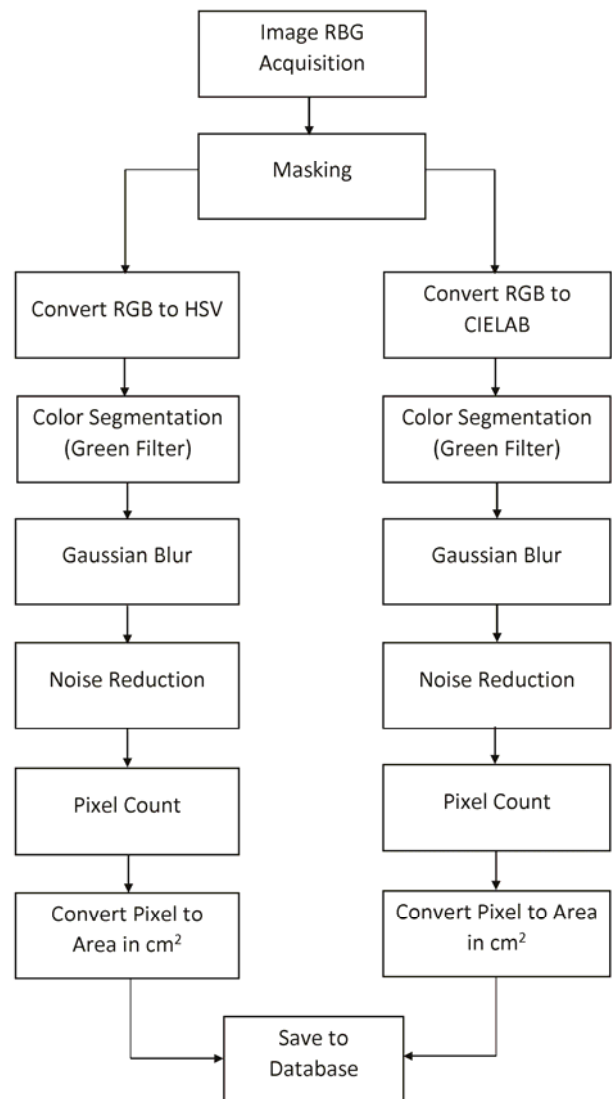 Image RBG
Acquisition
Masking
Convert RGB to HSV
Color Segmentation
(Green Filter)
Gaussian Blur
Noise Reduction
Pixel Count
Convert Pixel to
Area in cm²
Convert RGB to
CIELAB
Color Segmentation
(Green Filter)
Gaussian Blur
Noise Reduction
Pixel Count
Convert Pixel to Area
in cm²
Save to
Database